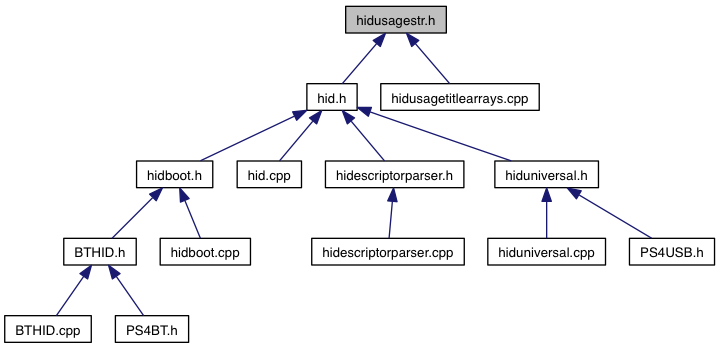 hidusagestr.h
hid.h
hidusagetitlearrays.cpp
hidboot.h
hid.cpp
hidescriptorparser.h
hiduniversal.h
BTHID.h
hidboot.cpp
hidescriptorparser.cpp
hiduniversal.cpp
PS4USB.h
BTHID.cpp
PS4BT.h